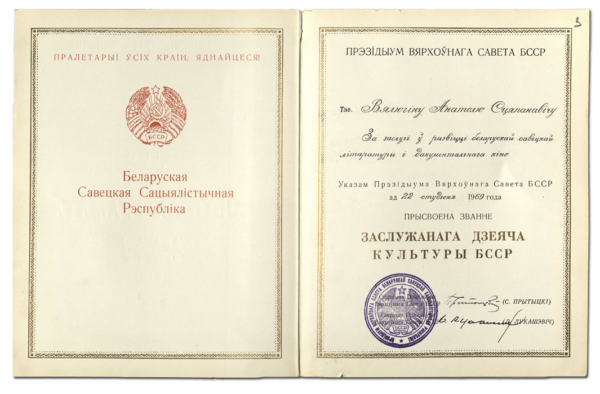 ПРАЛЕТАРЫІ ЎСІХ КРАІН, ЯДНАЙЦЕСЯ!
БССР
Беларуская
Савецкая Сацыялістычная
Рэспубліка
3
ПРЭЗІДЫУМ ВЯРХОЎНАГА САВЕТА БССР
Тав. Вялюгіну Анатолю Сцяпанавічу
За заслугі ў развіцці беларускай савецкай
літаратуры і дакументальнага кіно
Указам Прэзідыума Вярхоўнага Савета БССР
ад 22 студзеня 1969 года
ПРЫСВОЕНА ЗВАННЕ
ЗАСЛУЖАНАГА ДЗЕЯЧА
КУЛЬТУРЫ БССР
(С. ПРЫТЫЦКІ)
ЛУКАШЭВІЧ)